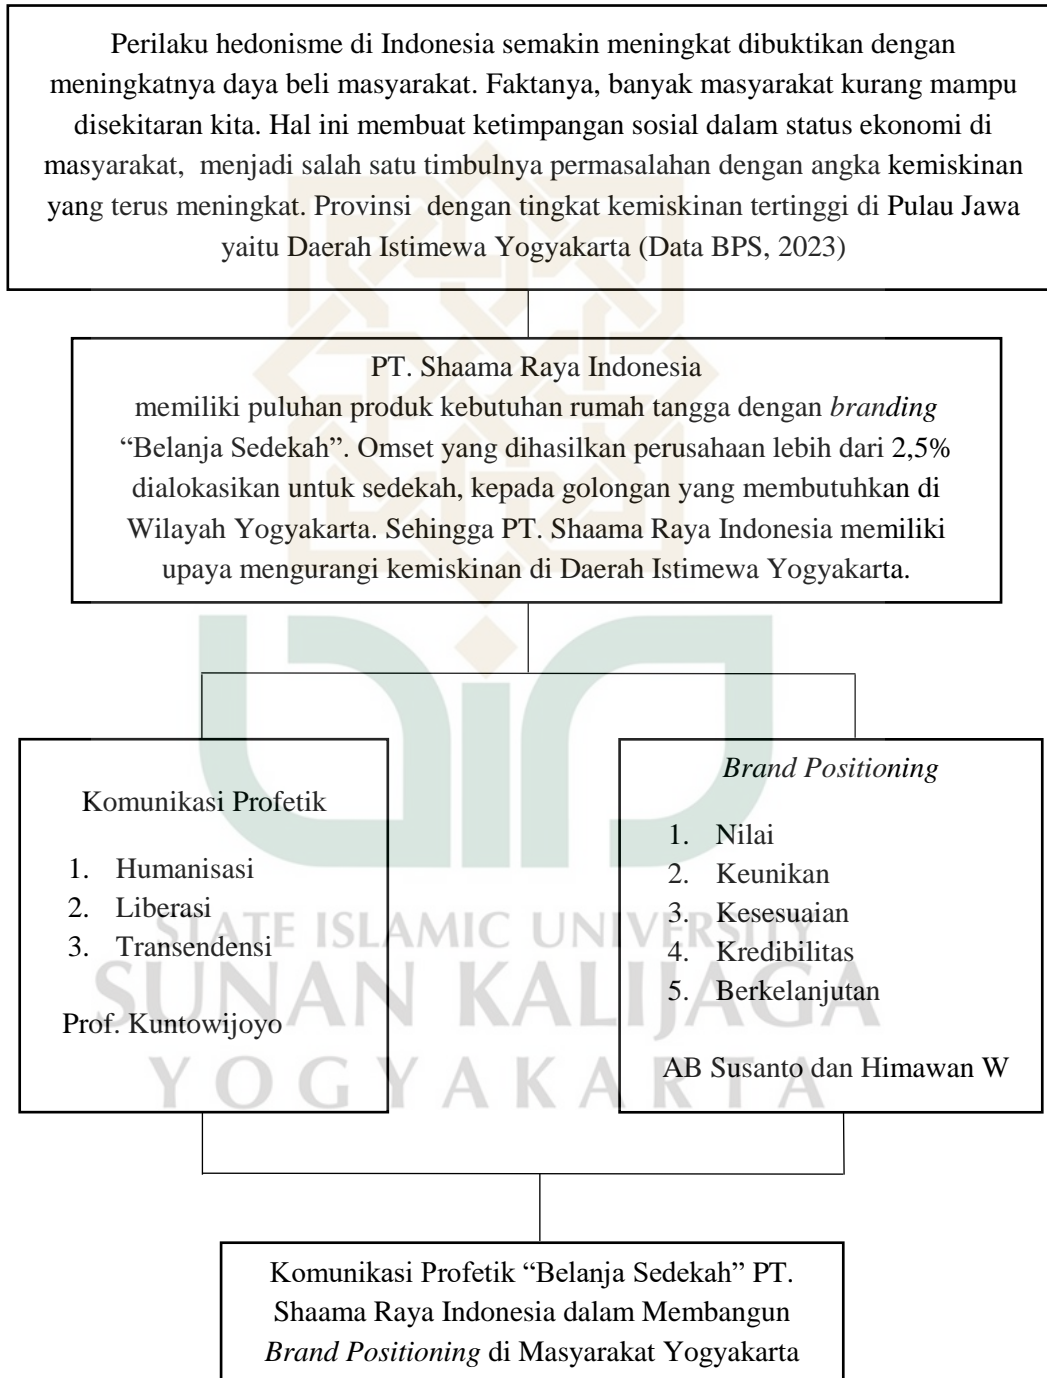 Perilaku hedonisme di Indonesia semakin meningkat dibuktikan dengan
meningkatnya daya beli masyarakat. Faktanya, banyak masyarakat kurang mampu
disekitaran kita. Hal ini membuat ketimpangan sosial dalam status ekonomi di
masyarakat, menjadi salah satu timbulnya permasalahan dengan angka kemiskinan
yang terus meningkat. Provinsi dengan tingkat kemiskinan tertinggi di Pulau Jawa
yaitu Daerah Istimewa Yogyakarta (Data BPS, 2023)
PT. Shaama Raya Indonesia
memiliki puluhan produk kebutuhan rumah tangga dengan branding
“Belanja Sedekah”. Omset yang dihasilkan perusahaan lebih dari 2,5%
dialokasikan untuk sedekah, kepada golongan yang membutuhkan di
Wilayah Yogyakarta. Sehingga PT. Shaama Raya Indonesia memiliki
upaya mengurangi kemiskinan di Daerah Istimewa Yogyakarta.
Komunikasi Profetik
1. Humanisasi
2. Liberasi
3. Transendensi
Prof. Kuntowijoyo
Brand Positioning
1. Nilai
2. Keunikan
3. Kesesuaian
4. Kredibilitas
5. Berkelanjutan
AB Susanto dan Himawan W
STATE ISLAMIC UNIVERSITY
SUNAN KALIJAGA
YOGYAKARTA
Komunikasi Profetik “Belanja Sedekah” PT.
Shaama Raya Indonesia dalam Membangun
Brand Positioning di Masyarakat Yogyakarta